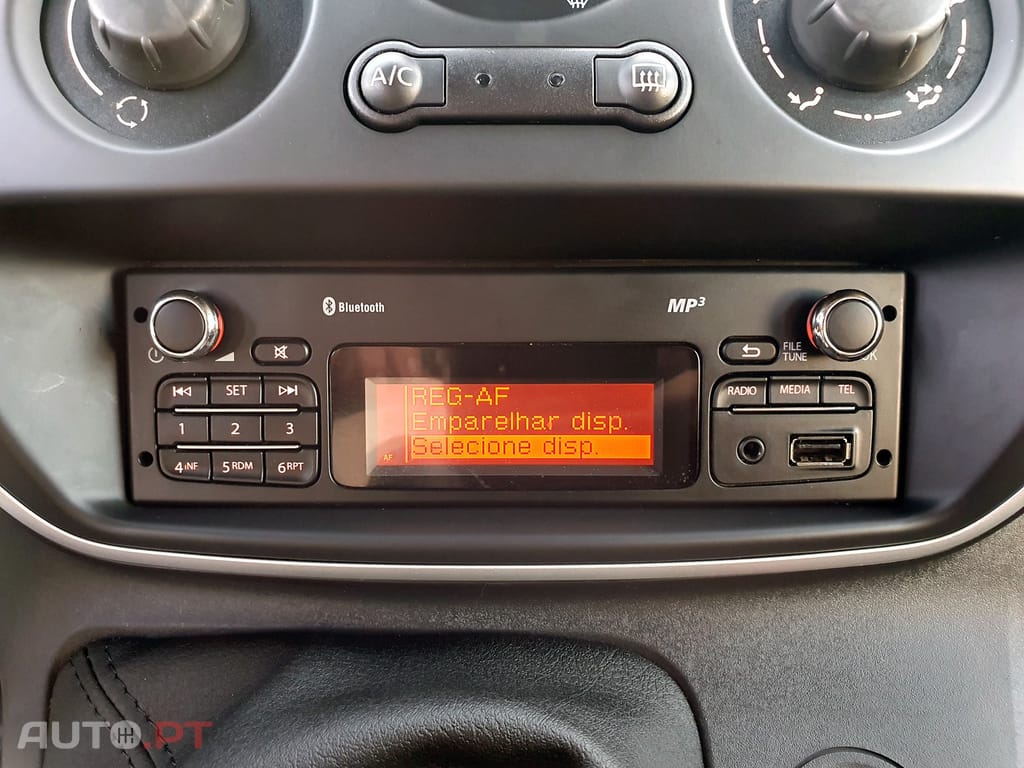 A/C
Bluetooth
MP3
FILE
TUNE
OK
SET
RADIO MEDIA TEL
1 2 3
4 INF 5 RDM 6 RPT
REG-AF
Emparelhar disp.
Selecione disp.
AF
AUTO.PT